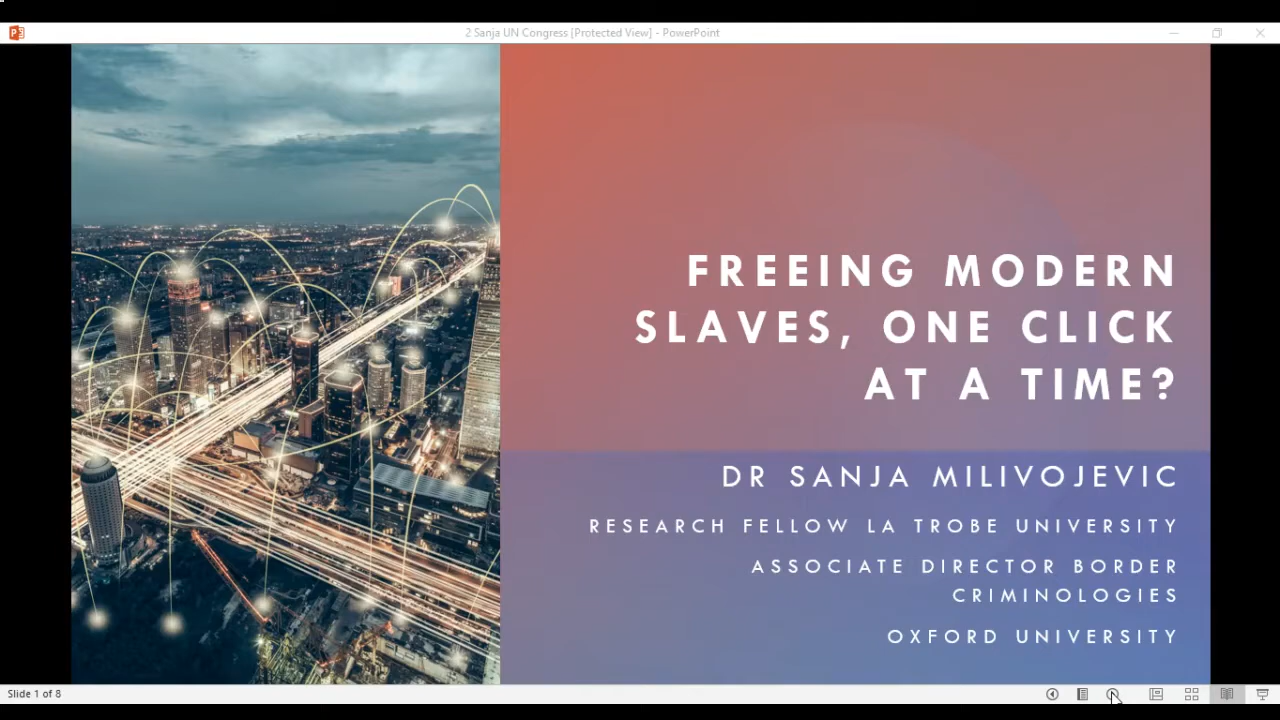 2 Sanja UN Congress [Protected View] - PowerPoint
FREEING MODERN
SLAVES, ONE CLICK
AT A TIME?
DR SANJA MILIVOJEVIC
RESEARCH FELLOW LA TROBE UNIVERSITY
ASSOCIATE DIRECTOR BORDER
CRIMINOLOGIES
OXFORD UNIVERSITY
Slide 1 of 8